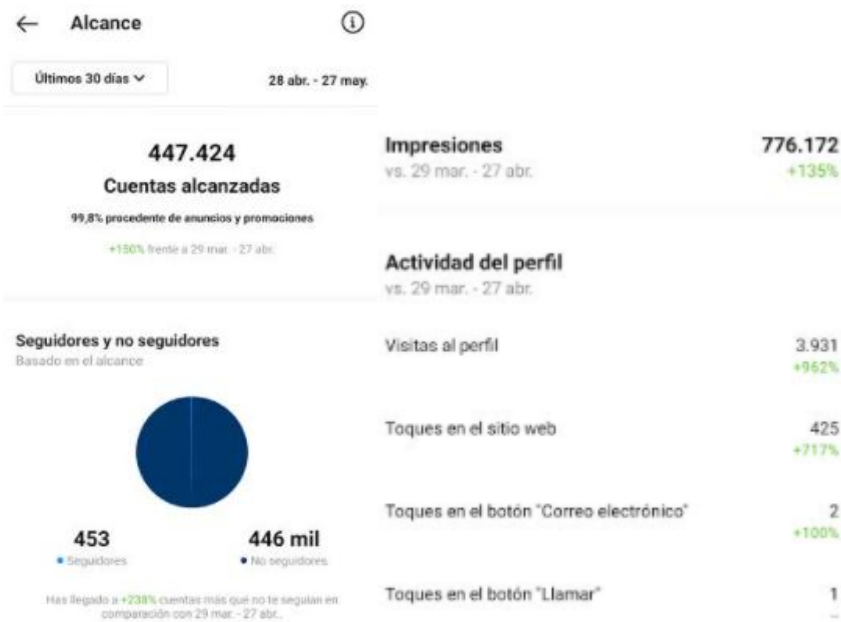 Alcance
Últimos 30 días
28 abr. - 27 may.
447.424
Cuentas alcanzadas
99,8% procedente de anuncios y promociones
+150% frente a 29 mar. - 27 abr.
Seguidores y no seguidores
Basado en el alcance
453
Seguidores
446 mil
No seguidores
Has llegado a +238% cuentas más que no te seguían en
comparación con 29 mar. - 27 abr..
Impresiones
776.172
vs. 29 mar. - 27 abr.
+135%
Actividad del perfil
vs. 29 mar. - 27 abr.
Visitas al perfil
3.931
+962%
Toques en el sitio web
425
+717%
Toques en el botón "Correo electrónico"
2
+100%
Toques en el botón "Llamar"
1
--